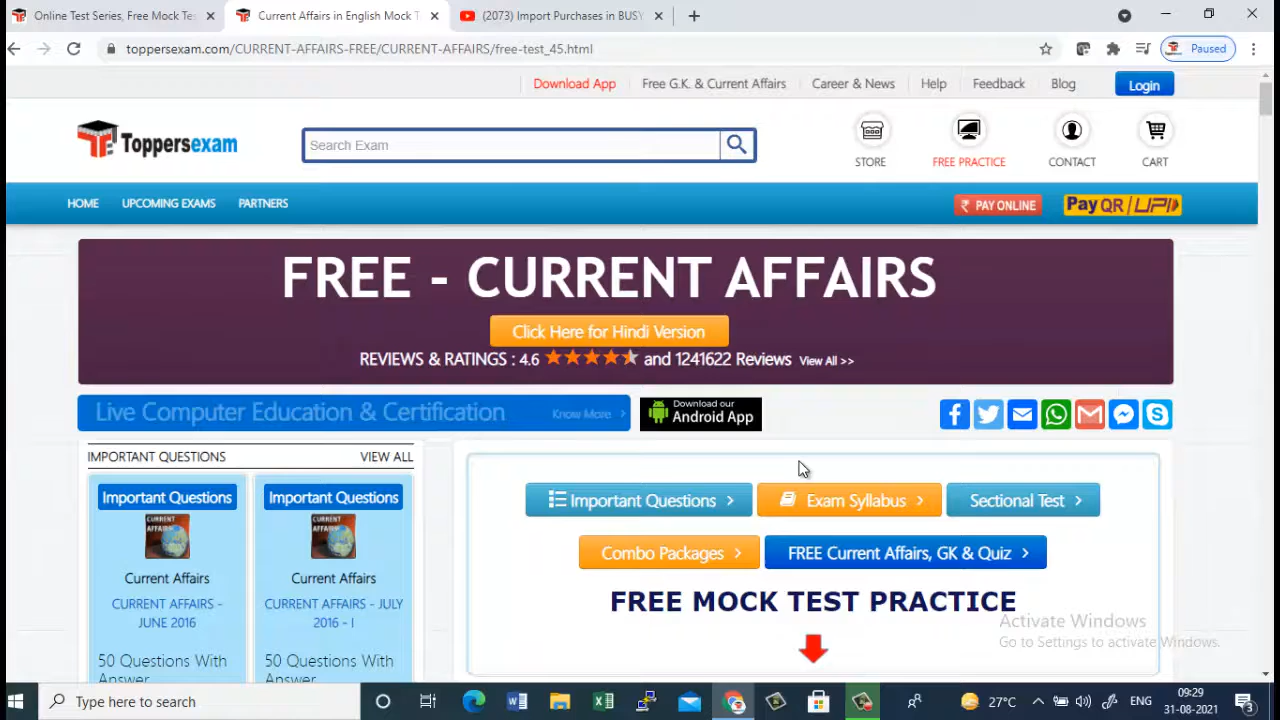 Online Test Series, Free Mock Tes
Current Affairs in English Mock T
(2073) Import Purchases in BUSY
toppersexam.com/CURRENT-AFFAIRS-FREE/CURRENT-AFFAIRS/free-test_45.html
Paused
Download App
Free G.K. & Current Affairs
Career & News
Help
Feedback
Blog
Login
Toppersexam
Search Exam
STORE
FREE PRACTICE
CONTACT
CART
HOME
UPCOMING EXAMS
PARTNERS
₹ PAY ONLINE
Pay QR / UPI
FREE - CURRENT AFFAIRS
Click Here for Hindi Version
REVIEWS & RATINGS : 4.6 and 1241622 Reviews View All >>
Live Computer Education & Certification
Know More
Download our
Android App
IMPORTANT QUESTIONS
VIEW ALL
Important Questions
CURRENT
AFFAIRS
Current Affairs
CURRENT AFFAIRS -
JUNE 2016
50 Questions With
Answer
Important Questions
CURRENT
AFFAIRS
Current Affairs
CURRENT AFFAIRS - JULY
2016 - I
50 Questions With
Answer
Important Questions
Exam Syllabus
Sectional Test
Combo Packages
FREE Current Affairs, GK & Quiz
FREE MOCK TEST PRACTICE
Activate Windows
Go to Settings to activate Windows.
Type here to search
27°C
ENG
09:29
31-08-2021
3